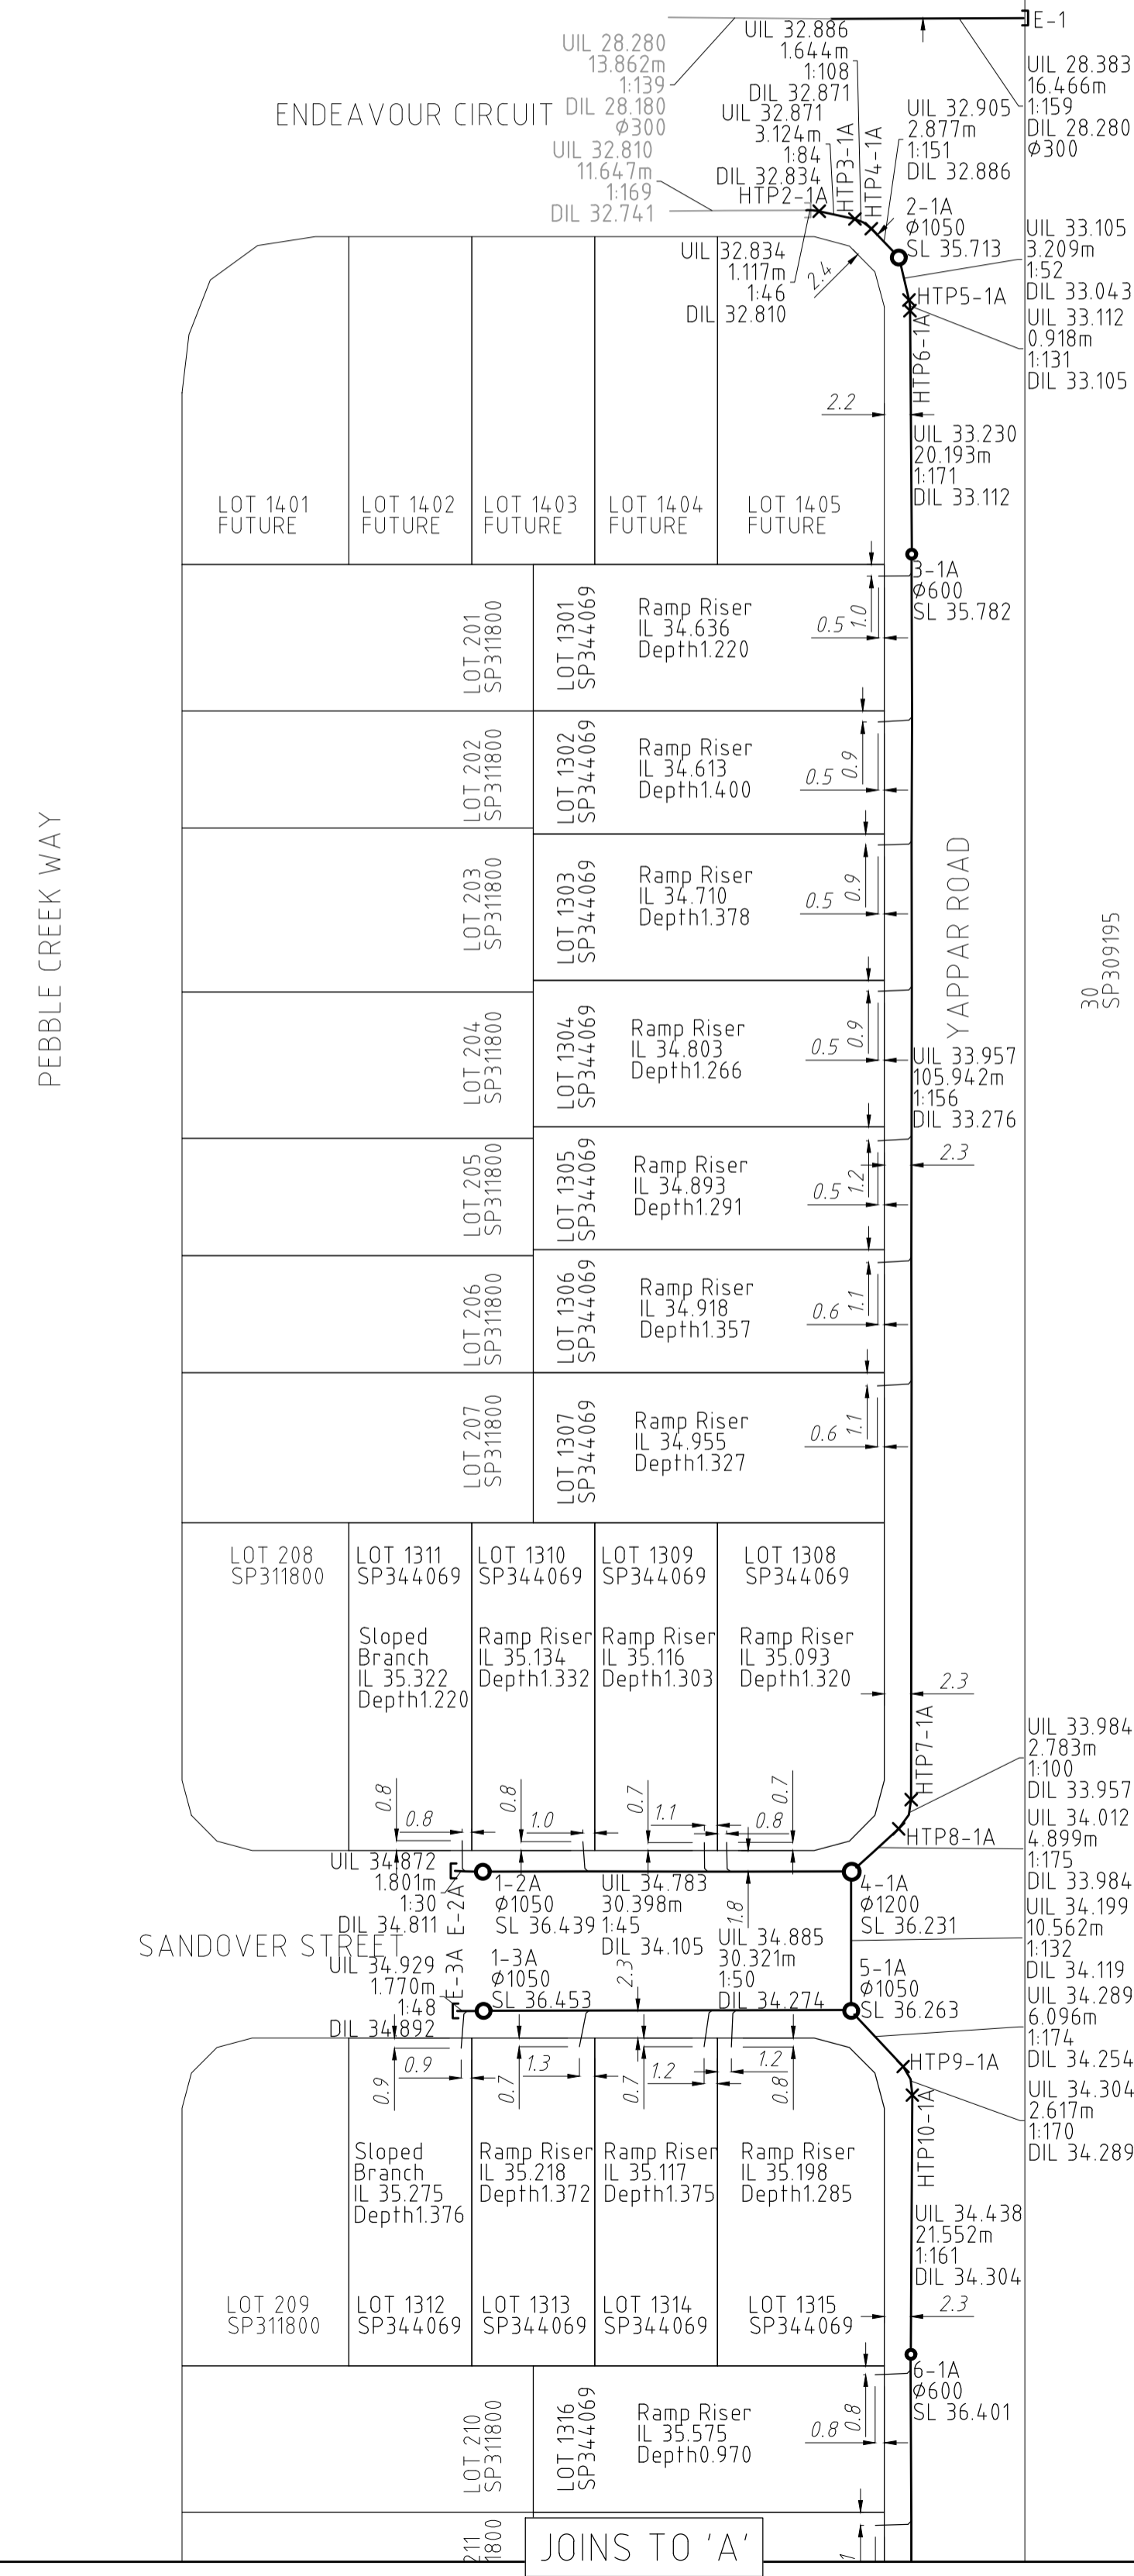 E-1
UIL 28.280
13.862m
1:139
DIL 28.180
Ø300
UIL 32.886
1.644m
1:108
DIL 32.871
UIL 28.383
16.466m
1:159
DIL 28.280
Ø300
ENDEAVOUR CIRCUIT
UIL 32.871
3.124m
1:84
DIL 32.834
UIL 32.905
2.877m
1:151
DIL 32.886
UIL 32.810
11.647m
1:169
DIL 32.741
HTP2-1A
HTP3-1A
HTP4-1A
2-1A
Ø1050
SL 35.713
UIL 32.834
1.117m
1:46
DIL 32.810
2.4
UIL 33.105
3.209m
1:52
DIL 33.043
HTP5-1A
UIL 33.112
0.918m
1:131
DIL 33.105
HTP6-1A
2.2
UIL 33.230
20.193m
1:171
DIL 33.112
LOT 1401
FUTURE
LOT 1402
FUTURE
LOT 1403
FUTURE
LOT 1404
FUTURE
LOT 1405
FUTURE
3-1A
Ø600
SL 35.782
LOT 201
SP311800
LOT 1301
SP344069
Ramp Riser
IL 34.636
Depth1.220
0.5
1.0
LOT 202
SP311800
LOT 1302
SP344069
Ramp Riser
IL 34.613
Depth1.400
0.5
0.9
PEBBLE CREEK WAY
LOT 203
SP311800
LOT 1303
SP344069
Ramp Riser
IL 34.710
Depth1.378
0.5
0.9
YAPPAR ROAD
30
SP309195
LOT 204
SP311800
LOT 1304
SP344069
Ramp Riser
IL 34.803
Depth1.266
0.5
0.9
UIL 33.957
105.942m
1:156
DIL 33.276
2.3
LOT 205
SP311800
LOT 1305
SP344069
Ramp Riser
IL 34.893
Depth1.291
0.5
1.2
LOT 206
SP311800
LOT 1306
SP344069
Ramp Riser
IL 34.918
Depth1.357
0.6
1.1
LOT 207
SP311800
LOT 1307
SP344069
Ramp Riser
IL 34.955
Depth1.327
0.6
1.1
LOT 208
SP311800
LOT 1311
SP344069
LOT 1310
SP344069
LOT 1309
SP344069
LOT 1308
SP344069
Sloped
Branch
IL 35.322
Depth1.220
Ramp Riser
IL 35.134
Depth1.332
Ramp Riser
IL 35.116
Depth1.303
Ramp Riser
IL 35.093
Depth1.320
2.3
HTP7-1A
UIL 33.984
2.783m
1:100
DIL 33.957
0.8
0.8
0.8
1.0
0.7
1.1
0.8
0.7
HTP8-1A
UIL 34.012
4.899m
1:175
DIL 33.984
UIL 34.872
1.801m
1:30
DIL 34.811
E-2A
1-2A
Ø1050
SL 36.439
UIL 34.783
30.398m
1:45
DIL 34.105
1.8
4-1A
Ø1200
SL 36.231
UIL 34.199
10.562m
1:132
DIL 34.119
SANDOVER STREET
UIL 34.929
1.770m
1:48
DIL 34.892
E-3A
1-3A
Ø1050
SL 36.453
2.3
UIL 34.885
30.321m
1:50
DIL 34.274
5-1A
Ø1050
SL 36.263
UIL 34.289
6.096m
1:174
DIL 34.254
HTP9-1A
0.9
0.9
0.7
1.3
0.7
1.2
1.2
0.8
UIL 34.304
2.617m
1:170
DIL 34.289
HTP10-1A
Sloped
Branch
IL 35.275
Depth1.376
Ramp Riser
IL 35.218
Depth1.372
Ramp Riser
IL 35.117
Depth1.375
Ramp Riser
IL 35.198
Depth1.285
UIL 34.438
21.552m
1:161
DIL 34.304
LOT 209
SP311800
LOT 1312
SP344069
LOT 1313
SP344069
LOT 1314
SP344069
LOT 1315
SP344069
2.3
6-1A
Ø600
SL 36.401
LOT 210
SP311800
LOT 1316
SP344069
Ramp Riser
IL 35.575
Depth0.970
0.8
0.8
211
1800
JOINS TO 'A'
1